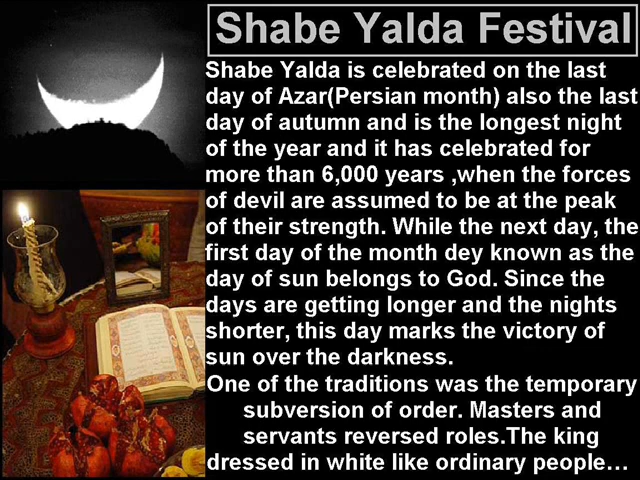 Shabe Yalda Festival
Shabe Yalda is celebrated on the last
day of Azar(Persian month) also the last
day of autumn and is the longest night
of the year and it has celebrated for
more than 6,000 years ,when the forces
of devil are assumed to be at the peak
of their strength. While the next day, the
first day of the month dey known as the
day of sun belongs to God. Since the
days are getting longer and the nights
shorter, this day marks the victory of
sun over the darkness.
One of the traditions was the temporary
subversion of order. Masters and
servants reversed roles.The king
dressed in white like ordinary people…